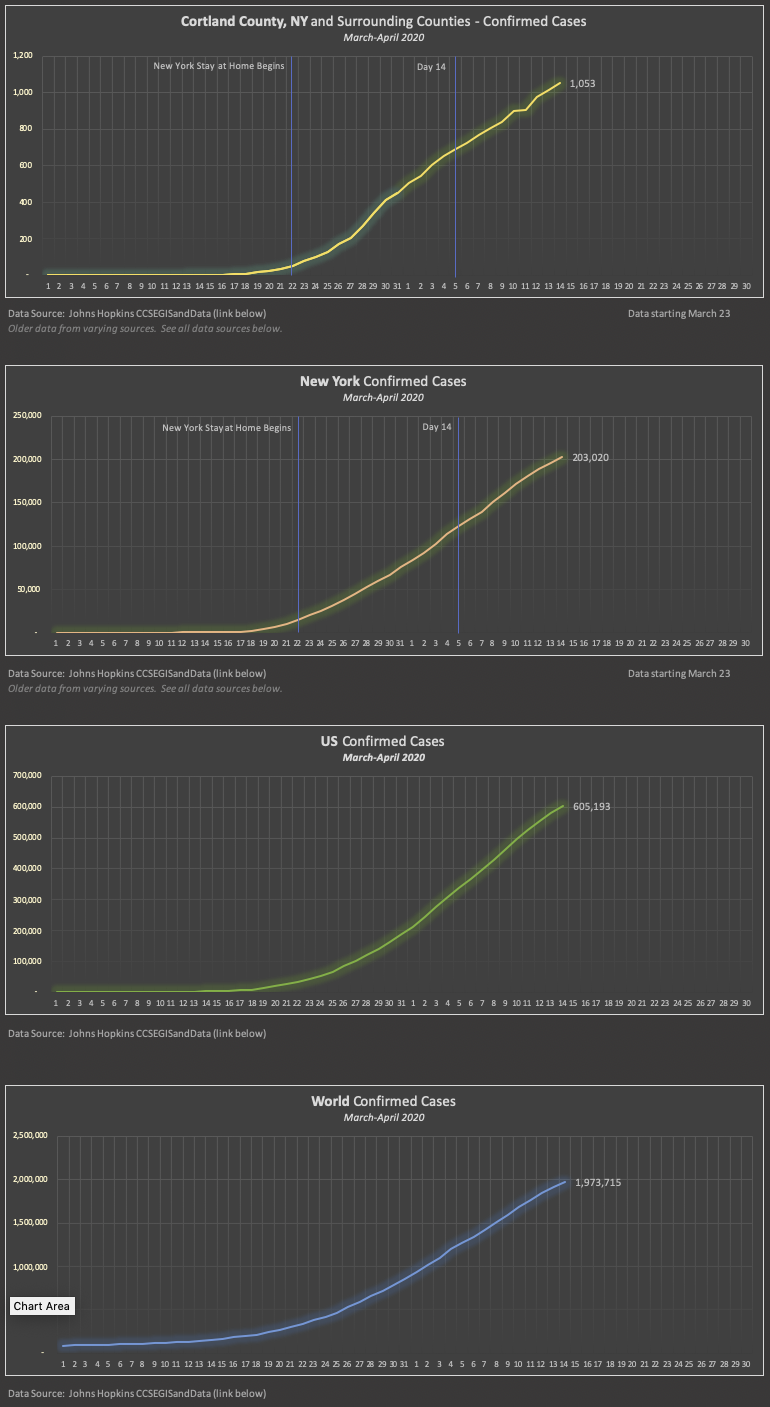 Cortland County, NY and Surrounding Counties - Confirmed Cases
March-April 2020
1,200
New York Stay at Home Begins
Day 14
1,053
1,000
800
600
400
200
-
1 2 3 4 5 6 7 8 9 10 11 12 13 14 15 16 17 18 19 20 21 22 23 24 25 26 27 28 29 30 31 1 2 3 4 5 6 7 8 9 10 11 12 13 14 15 16 17 18 19 20 21 22 23 24 25 26 27 28 29 30
Data Source: Johns Hopkins CCSEGISandData (link below)
Data starting March 23
Older data from varying sources. See all data sources below.
New York Confirmed Cases
March-April 2020
250,000
New York Stay at Home Begins
Day 14
200,000
203,020
150,000
100,000
50,000
-
1 2 3 4 5 6 7 8 9 10 11 12 13 14 15 16 17 18 19 20 21 22 23 24 25 26 27 28 29 30 31 1 2 3 4 5 6 7 8 9 10 11 12 13 14 15 16 17 18 19 20 21 22 23 24 25 26 27 28 29 30
Data Source: Johns Hopkins CCSEGISandData (link below)
Data starting March 23
Older data from varying sources. See all data sources below.
US Confirmed Cases
March-April 2020
700,000
600,000
605,193
500,000
400,000
300,000
200,000
100,000
-
1 2 3 4 5 6 7 8 9 10 11 12 13 14 15 16 17 18 19 20 21 22 23 24 25 26 27 28 29 30 31 1 2 3 4 5 6 7 8 9 10 11 12 13 14 15 16 17 18 19 20 21 22 23 24 25 26 27 28 29 30
Data Source: Johns Hopkins CCSEGISandData (link below)
World Confirmed Cases
March-April 2020
2,500,000
2,000,000
1,973,715
1,500,000
1,000,000
Chart Area
-
1 2 3 4 5 6 7 8 9 10 11 12 13 14 15 16 17 18 19 20 21 22 23 24 25 26 27 28 29 30 31 1 2 3 4 5 6 7 8 9 10 11 12 13 14 15 16 17 18 19 20 21 22 23 24 25 26 27 28 29 30
Data Source: Johns Hopkins CCSEGISandData (link below)